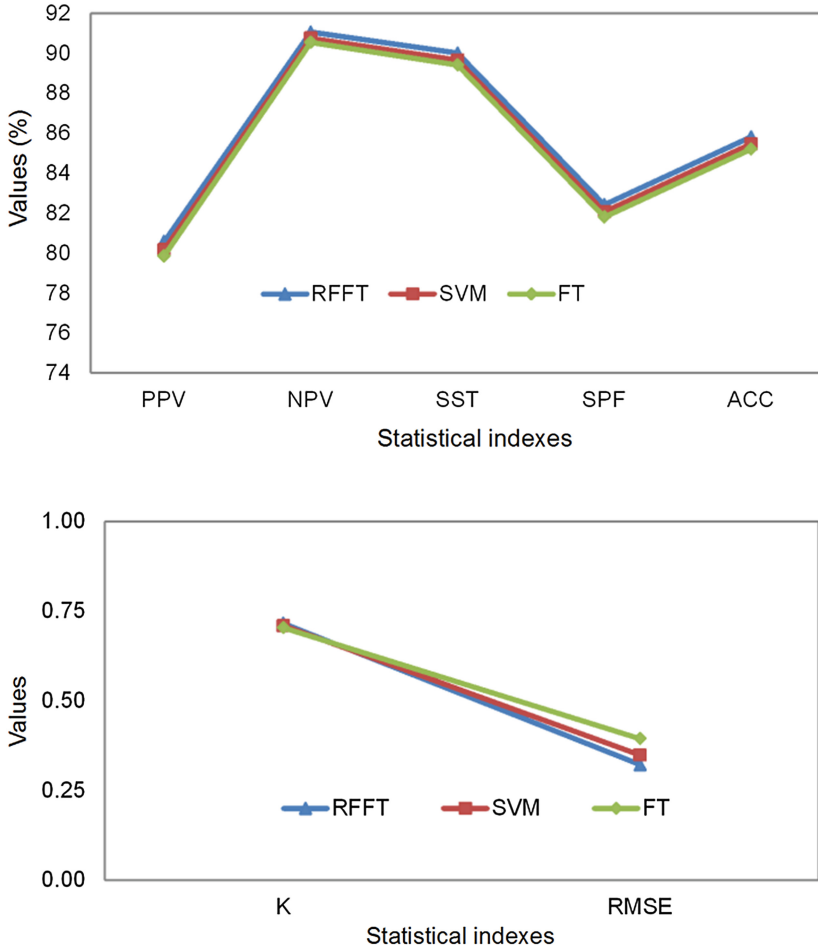 92
90
88
86
84
82
80
78
76
74
Values (%)
RFFT SVM FT
PPV NPV SST SPF ACC
Statistical indexes
1.00
0.75
0.50
0.25
0.00
Values
RFFT SVM FT
K RMSE
Statistical indexes